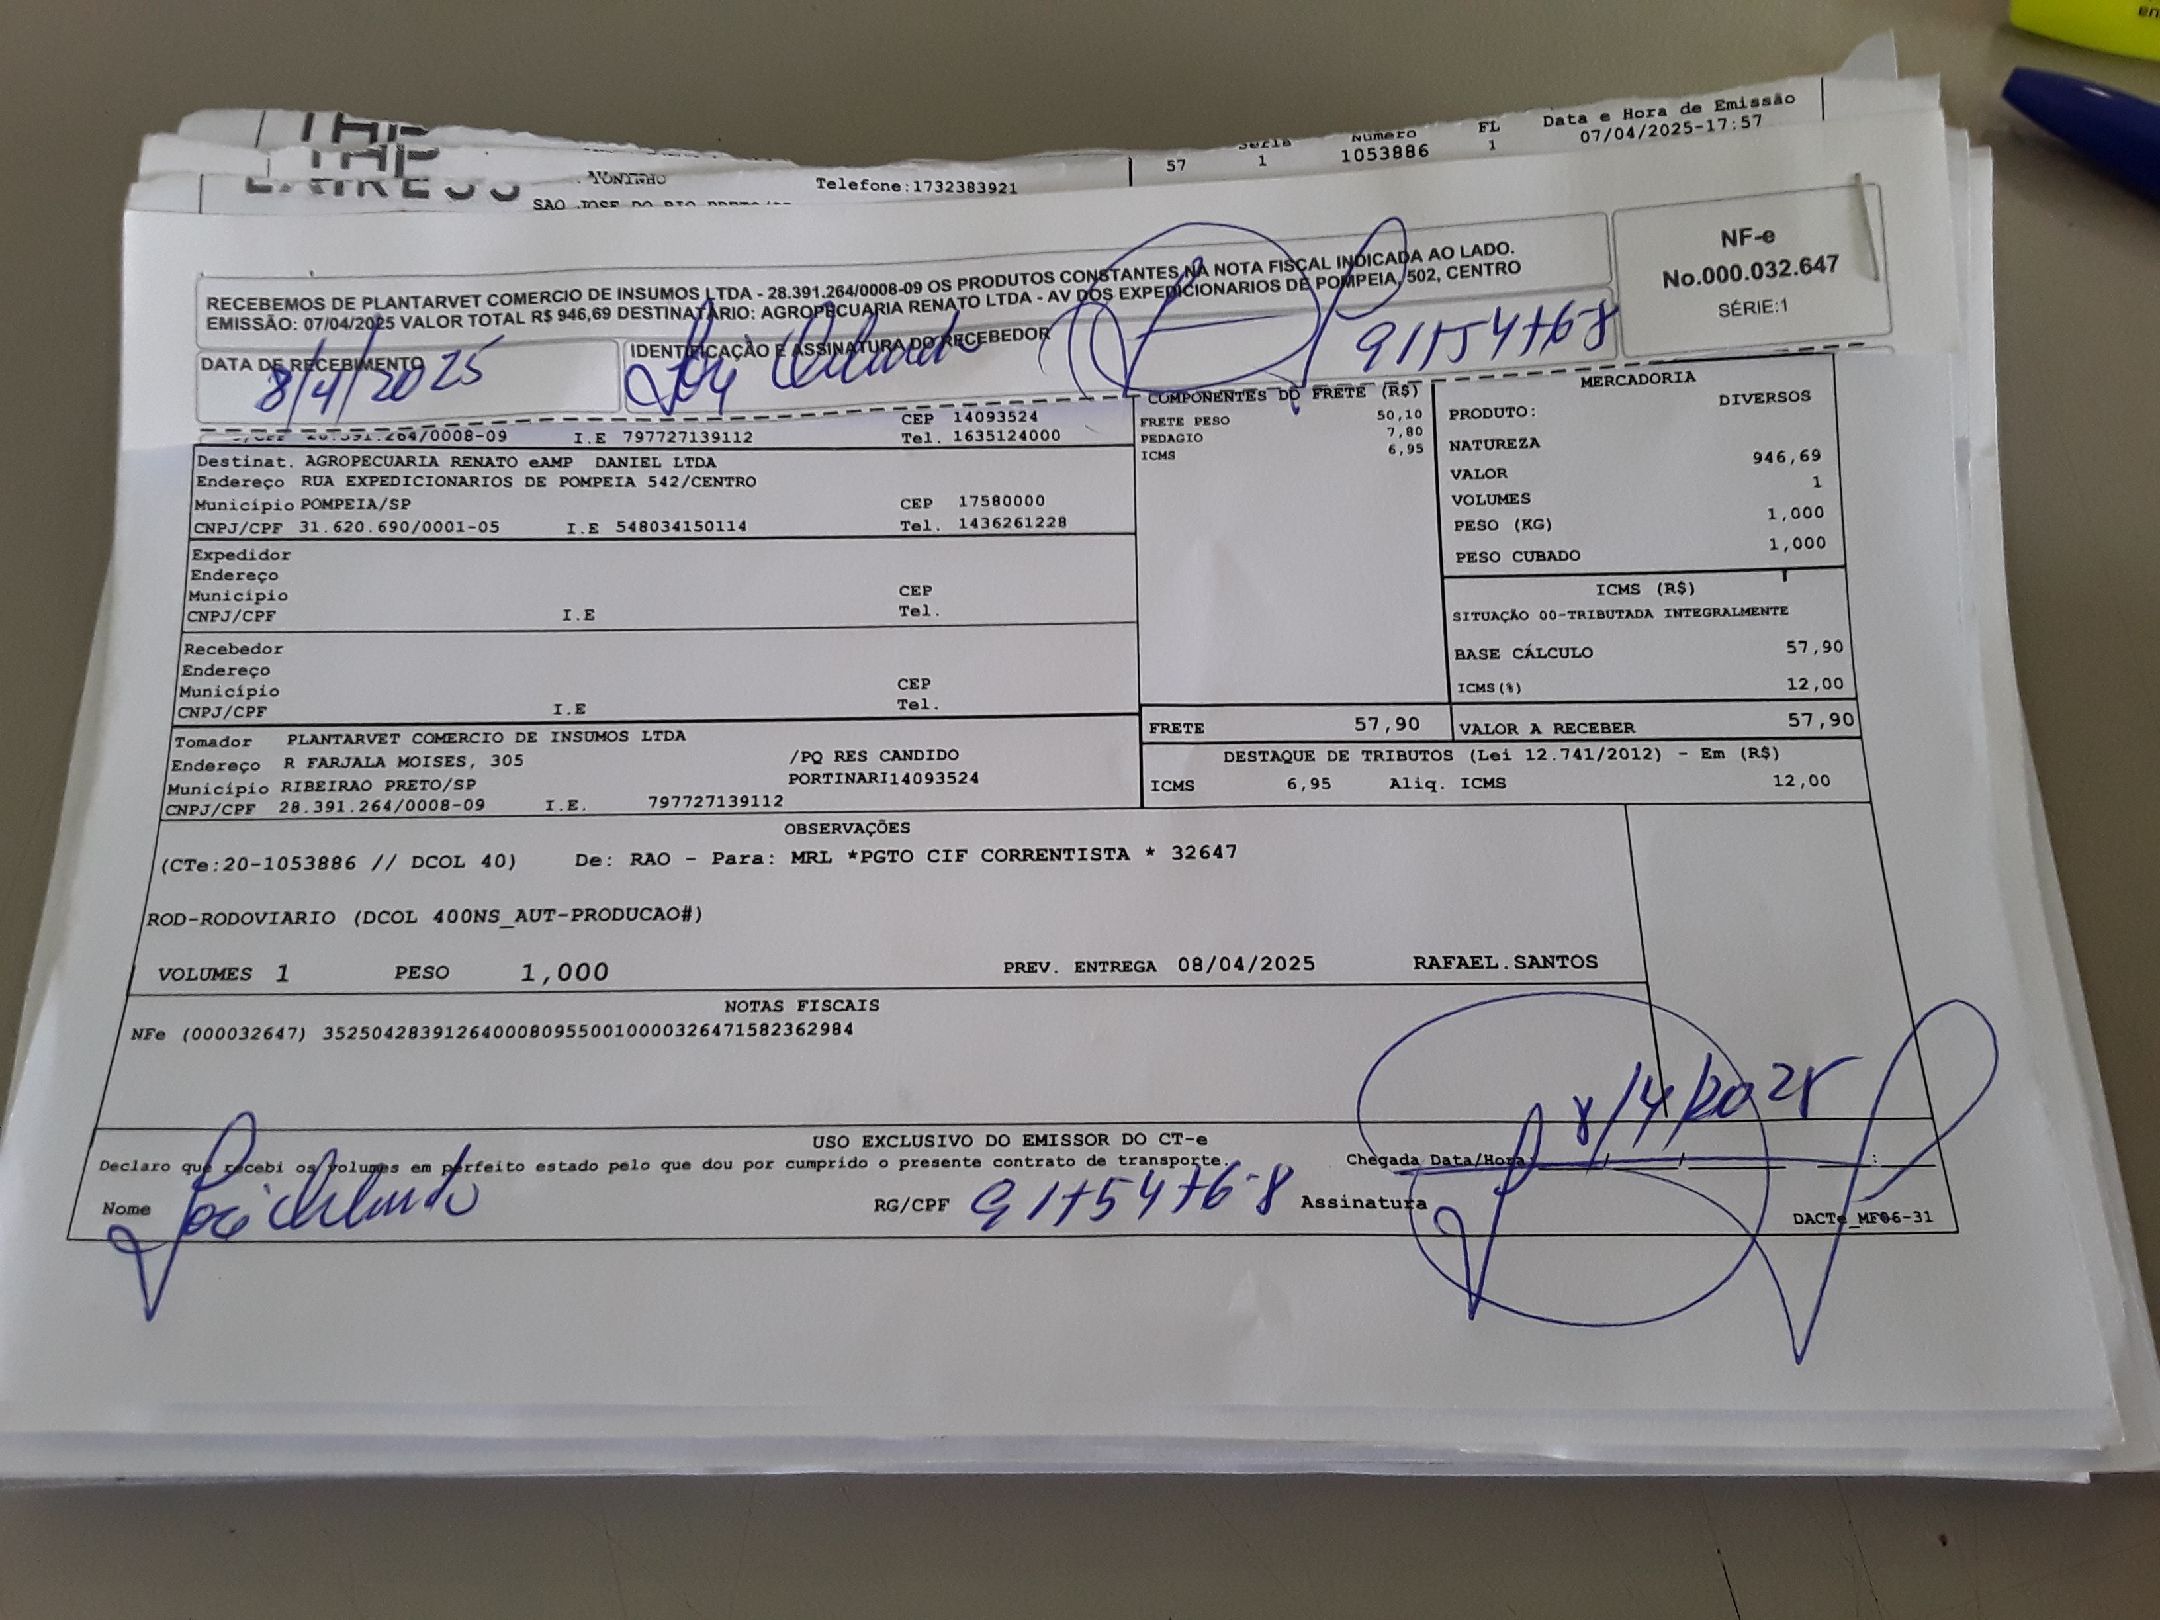 Telefone:1732383921
57
Número
1053886
FL
1
Data e Hora de Emissão
07/04/2025-17:57
RECEBEMOS DE PLANTARVET COMERCIO DE INSUMOS LTDA - 28.391.264/0008-09 OS PRODUTOS CONSTANTES NA NOTA FISCAL INDICADA AO LADO.
EMISSÃO: 07/04/2025 VALOR TOTAL R$ 946,69 DESTINATÁRIO: AGROPECUARIA RENATO LTDA - AV DOS EXPEDICIONARIOS DE POMPEIA, 502, CENTRO
NF-e
No.000.032.647
SÉRIE:1
DATA DE RECEBIMENTO
8/4/2025
IDENTIFICAÇÃO E ASSINATURA DO RECEBEDOR
José
91754768
CEP 14093524
28.391.264/0008-09 I.E 797727139112 Tel. 1635124000
Destinat. AGROPECUARIA RENATO eAMP DANIEL LTDA
Endereço RUA EXPEDICIONARIOS DE POMPEIA 542/CENTRO
Município POMPEIA/SP CEP 17580000
CNPJ/CPF 31.620.690/0001-05 I.E 548034150114 Tel. 1436261228
Expedidor
Endereço
Município CEP
CNPJ/CPF I.E Tel.
Recebedor
Endereço
Município CEP
CNPJ/CPF I.E Tel.
Tomador PLANTARVET COMERCIO DE INSUMOS LTDA
Endereço R FARJALA MOISES, 305 /PQ RES CANDIDO
Município RIBEIRAO PRETO/SP PORTINARI14093524
CNPJ/CPF 28.391.264/0008-09 I.E. 797727139112
COMPONENTES DO FRETE (R$)
FRETE PESO 50,10
PEDAGIO 7,80
ICMS 6,95
MERCADORIA
PRODUTO: DIVERSOS
NATUREZA
VALOR 946,69
VOLUMES 1
PESO (KG) 1,000
PESO CUBADO 1,000
ICMS (R$)
SITUAÇÃO 00-TRIBUTADA INTEGRALMENTE
BASE CÁLCULO 57,90
ICMS(%) 12,00
FRETE 57,90 VALOR A RECEBER 57,90
DESTAQUE DE TRIBUTOS (Lei 12.741/2012) - Em (R$)
ICMS 6,95 Aliq. ICMS 12,00
OBSERVAÇÕES
(CTe:20-1053886 // DCOL 40) De: RAO - Para: MRL *PGTO CIF CORRENTISTA * 32647
ROD-RODOVIARIO (DCOL 400NS_AUT-PRODUCAO#)
VOLUMES 1 PESO 1,000 PREV. ENTREGA 08/04/2025 RAFAEL.SANTOS
NOTAS FISCAIS
NFe (000032647) 35250428391264000809550010000326471582362984
USO EXCLUSIVO DO EMISSOR DO CT-e
Declaro que recebi os volumes em perfeito estado pelo que dou por cumprido o presente contrato de transporte.
Chegada Data/Hora: 8/4/2025
Nome José
RG/CPF 9175476-8
Assinatura
DACTe_MF06-31